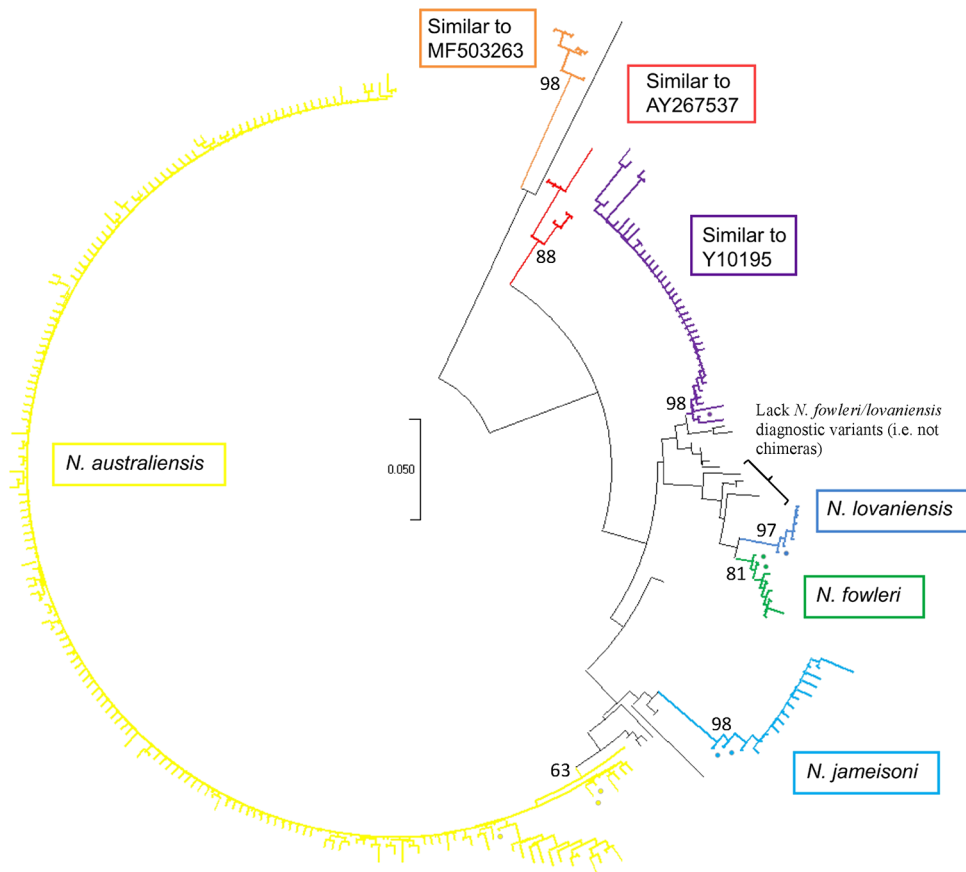 Similar to
MF503263
98
Similar to
AY267537
88
Similar to
Y10195
98
Lack N. fowleri/lovaniensis
diagnostic variants (i.e. not
chimeras)
N. australiensis
0.050
N. lovaniensis
97
81
N. fowleri
98
N. jameisoni
63